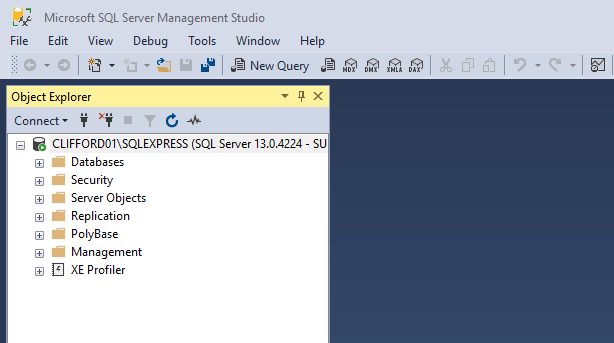 Microsoft SQL Server Management Studio
File Edit View Debug Tools Window Help
New Query MDX DMX XMLA DAX
Object Explorer
Connect
CLIFFORD01\SQLEXPRESS (SQL Server 13.0.4224 - SU
Databases
Security
Server Objects
Replication
PolyBase
Management
XE Profiler